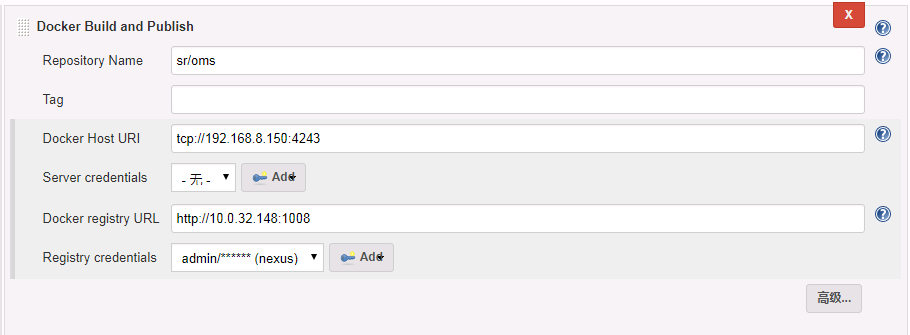 Docker Build and Publish
X
Repository Name
sr/oms
Tag
Docker Host URI
tcp://192.168.8.150:4243
Server credentials
- 无 -
Add
Docker registry URL
http://10.0.32.148:1008
Registry credentials
admin/****** (nexus)
Add
高级...